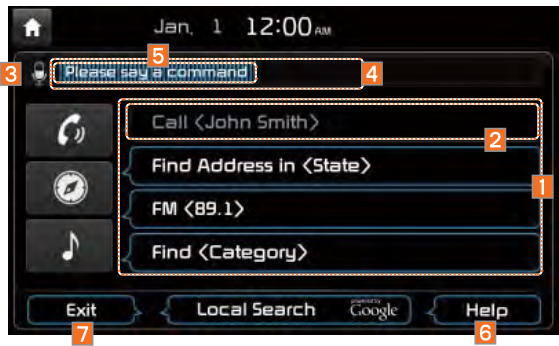 Jan. 1 12:00 AM
5
3 Please say a command 4
Call <John Smith>
2
1
Find Address in <State>
FM <89.1>
Find <Category>
Exit Local Search powered by Google Help
7 6